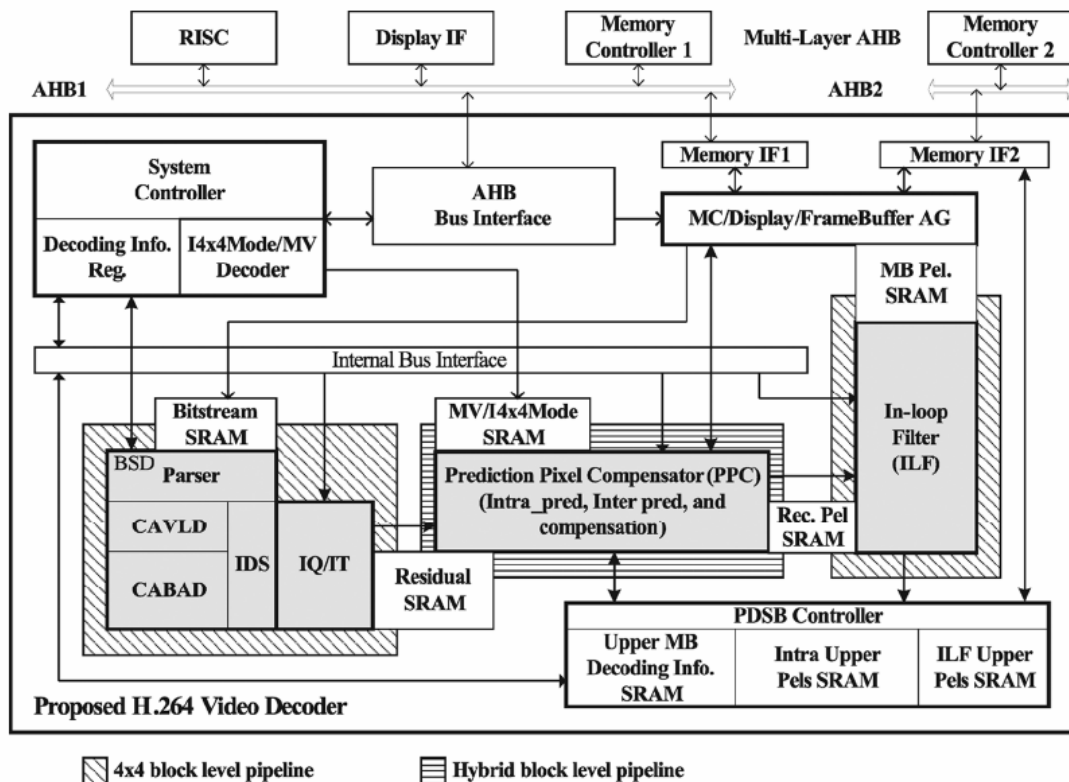 RISC
Display IF
Memory
Controller 1
Multi-Layer AHB
Memory
Controller 2
AHB1
AHB2
System
Controller
Decoding Info.
Reg.
I4x4Mode/MV
Decoder
AHB
Bus Interface
Memory IF1
Memory IF2
MC/Display/FrameBuffer AG
MB Pel.
SRAM
Internal Bus Interface
Bitstream
SRAM
MV/I4x4Mode
SRAM
In-loop
Filter
(ILF)
BSD
Parser
CAVLD
CABAD
IDS
IQ/IT
Prediction Pixel Compensator (PPC)
(Intra_pred, Inter pred, and
compensation)
Rec. Pel
SRAM
Residual
SRAM
PDSB Controller
Upper MB
Decoding Info.
SRAM
Intra Upper
Pels SRAM
ILF Upper
Pels SRAM
Proposed H.264 Video Decoder
4x4 block level pipeline
Hybrid block level pipeline